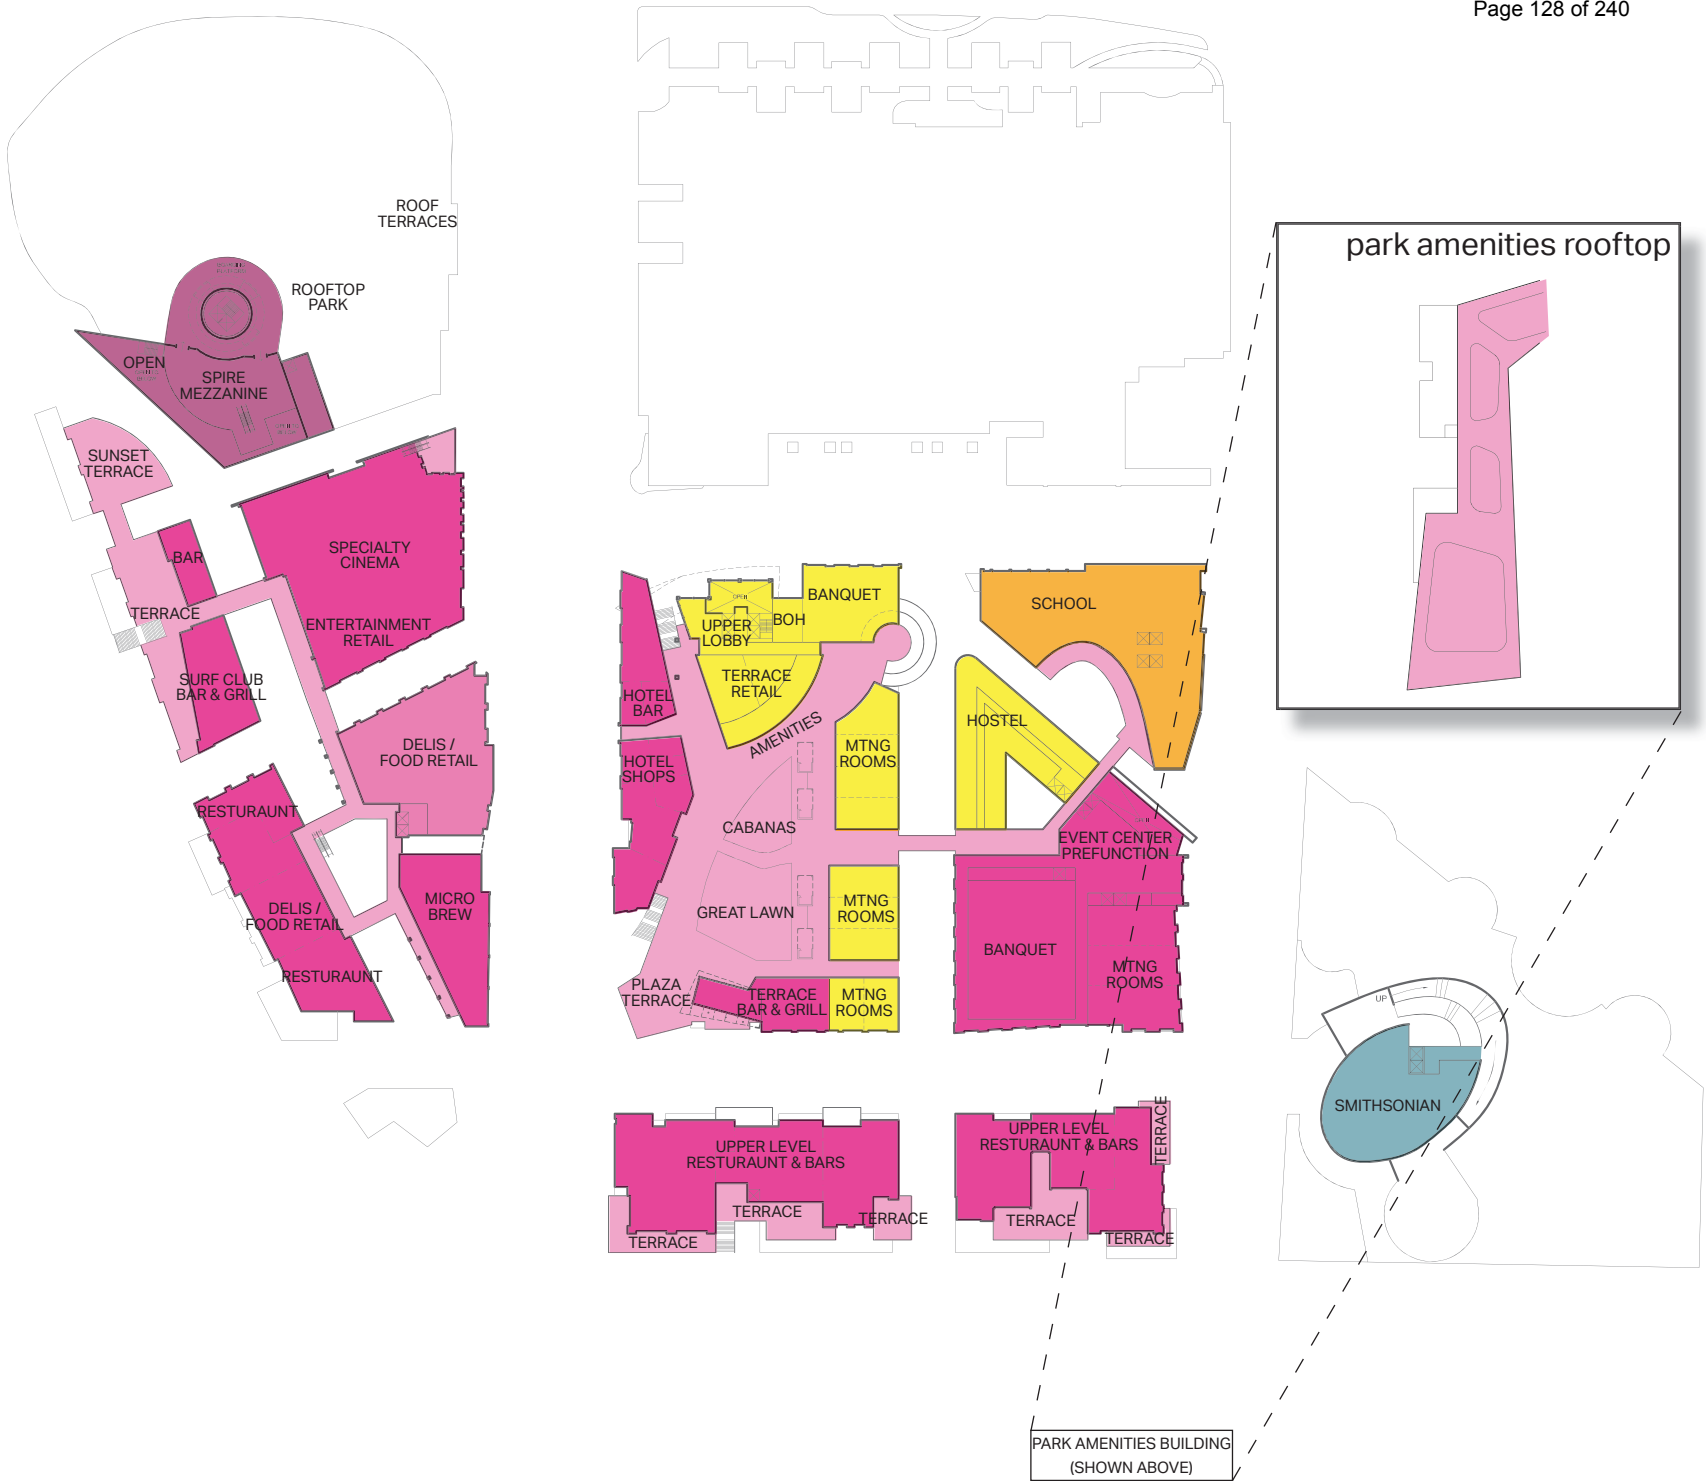 Page 128 of 240
ROOF
TERRACES
park amenities rooftop
ROOFTOP
PARK
OPEN
SPIRE
MEZZANINE
SUNSET
TERRACE
BAR
SPECIALTY
CINEMA
TERRACE
ENTERTAINMENT
RETAIL
SURF CLUB
BAR & GRILL
DELIS /
FOOD RETAIL
RESTURAUNT
DELIS /
FOOD RETAIL
MICRO
BREW
RESTURAUNT
OPEN
BANQUET
BOH
UPPER
LOBBY
TERRACE
RETAIL
HOTEL
BAR
AMENITIES
MTNG
ROOMS
HOTEL
SHOPS
CABANAS
GREAT LAWN
MTNG
ROOMS
PLAZA
TERRACE
TERRACE
BAR & GRILL
MTNG
ROOMS
SCHOOL
HOSTEL
EVENT CENTER
PREFUNCTION
BANQUET
MTNG
ROOMS
UP
SMITHSONIAN
UPPER LEVEL
RESTURAUNT & BARS
TERRACE
TERRACE
TERRACE
UPPER LEVEL
RESTURAUNT & BARS
TERRACE
TERRACE
TERRACE
PARK AMENITIES BUILDING
(SHOWN ABOVE)